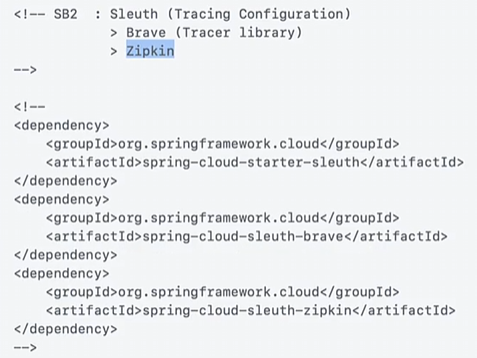 <!-- SB2  : Sleuth (Tracing Configuration)
            > Brave (Tracer library)
            > Zipkin
-->

<!--
<dependency>
    <groupId>org.springframework.cloud</groupId>
    <artifactId>spring-cloud-starter-sleuth</artifactId>
</dependency>
<dependency>
    <groupId>org.springframework.cloud</groupId>
    <artifactId>spring-cloud-sleuth-brave</artifactId>
</dependency>
<dependency>
    <groupId>org.springframework.cloud</groupId>
    <artifactId>spring-cloud-sleuth-zipkin</artifactId>
</dependency>
-->